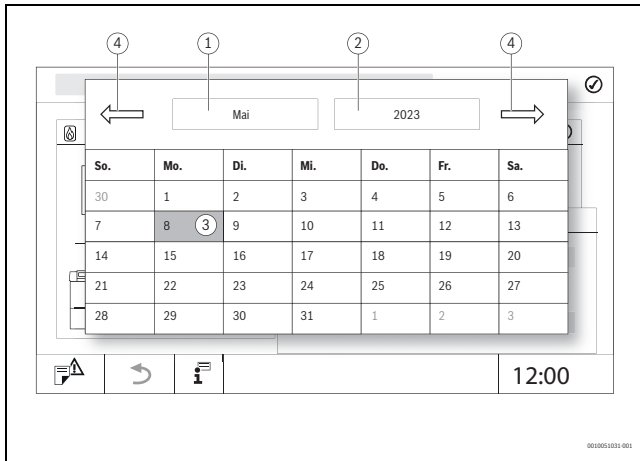 4 1 2 4
Mai 2023
So. Mo. Di. Mi. Do. Fr. Sa.
30 1 2 3 4 5 6
7 8 3 9 10 11 12 13
14 15 16 17 18 19 20
21 22 23 24 25 26 27
28 29 30 31 1 2 3
i 12:00
0010051031-001